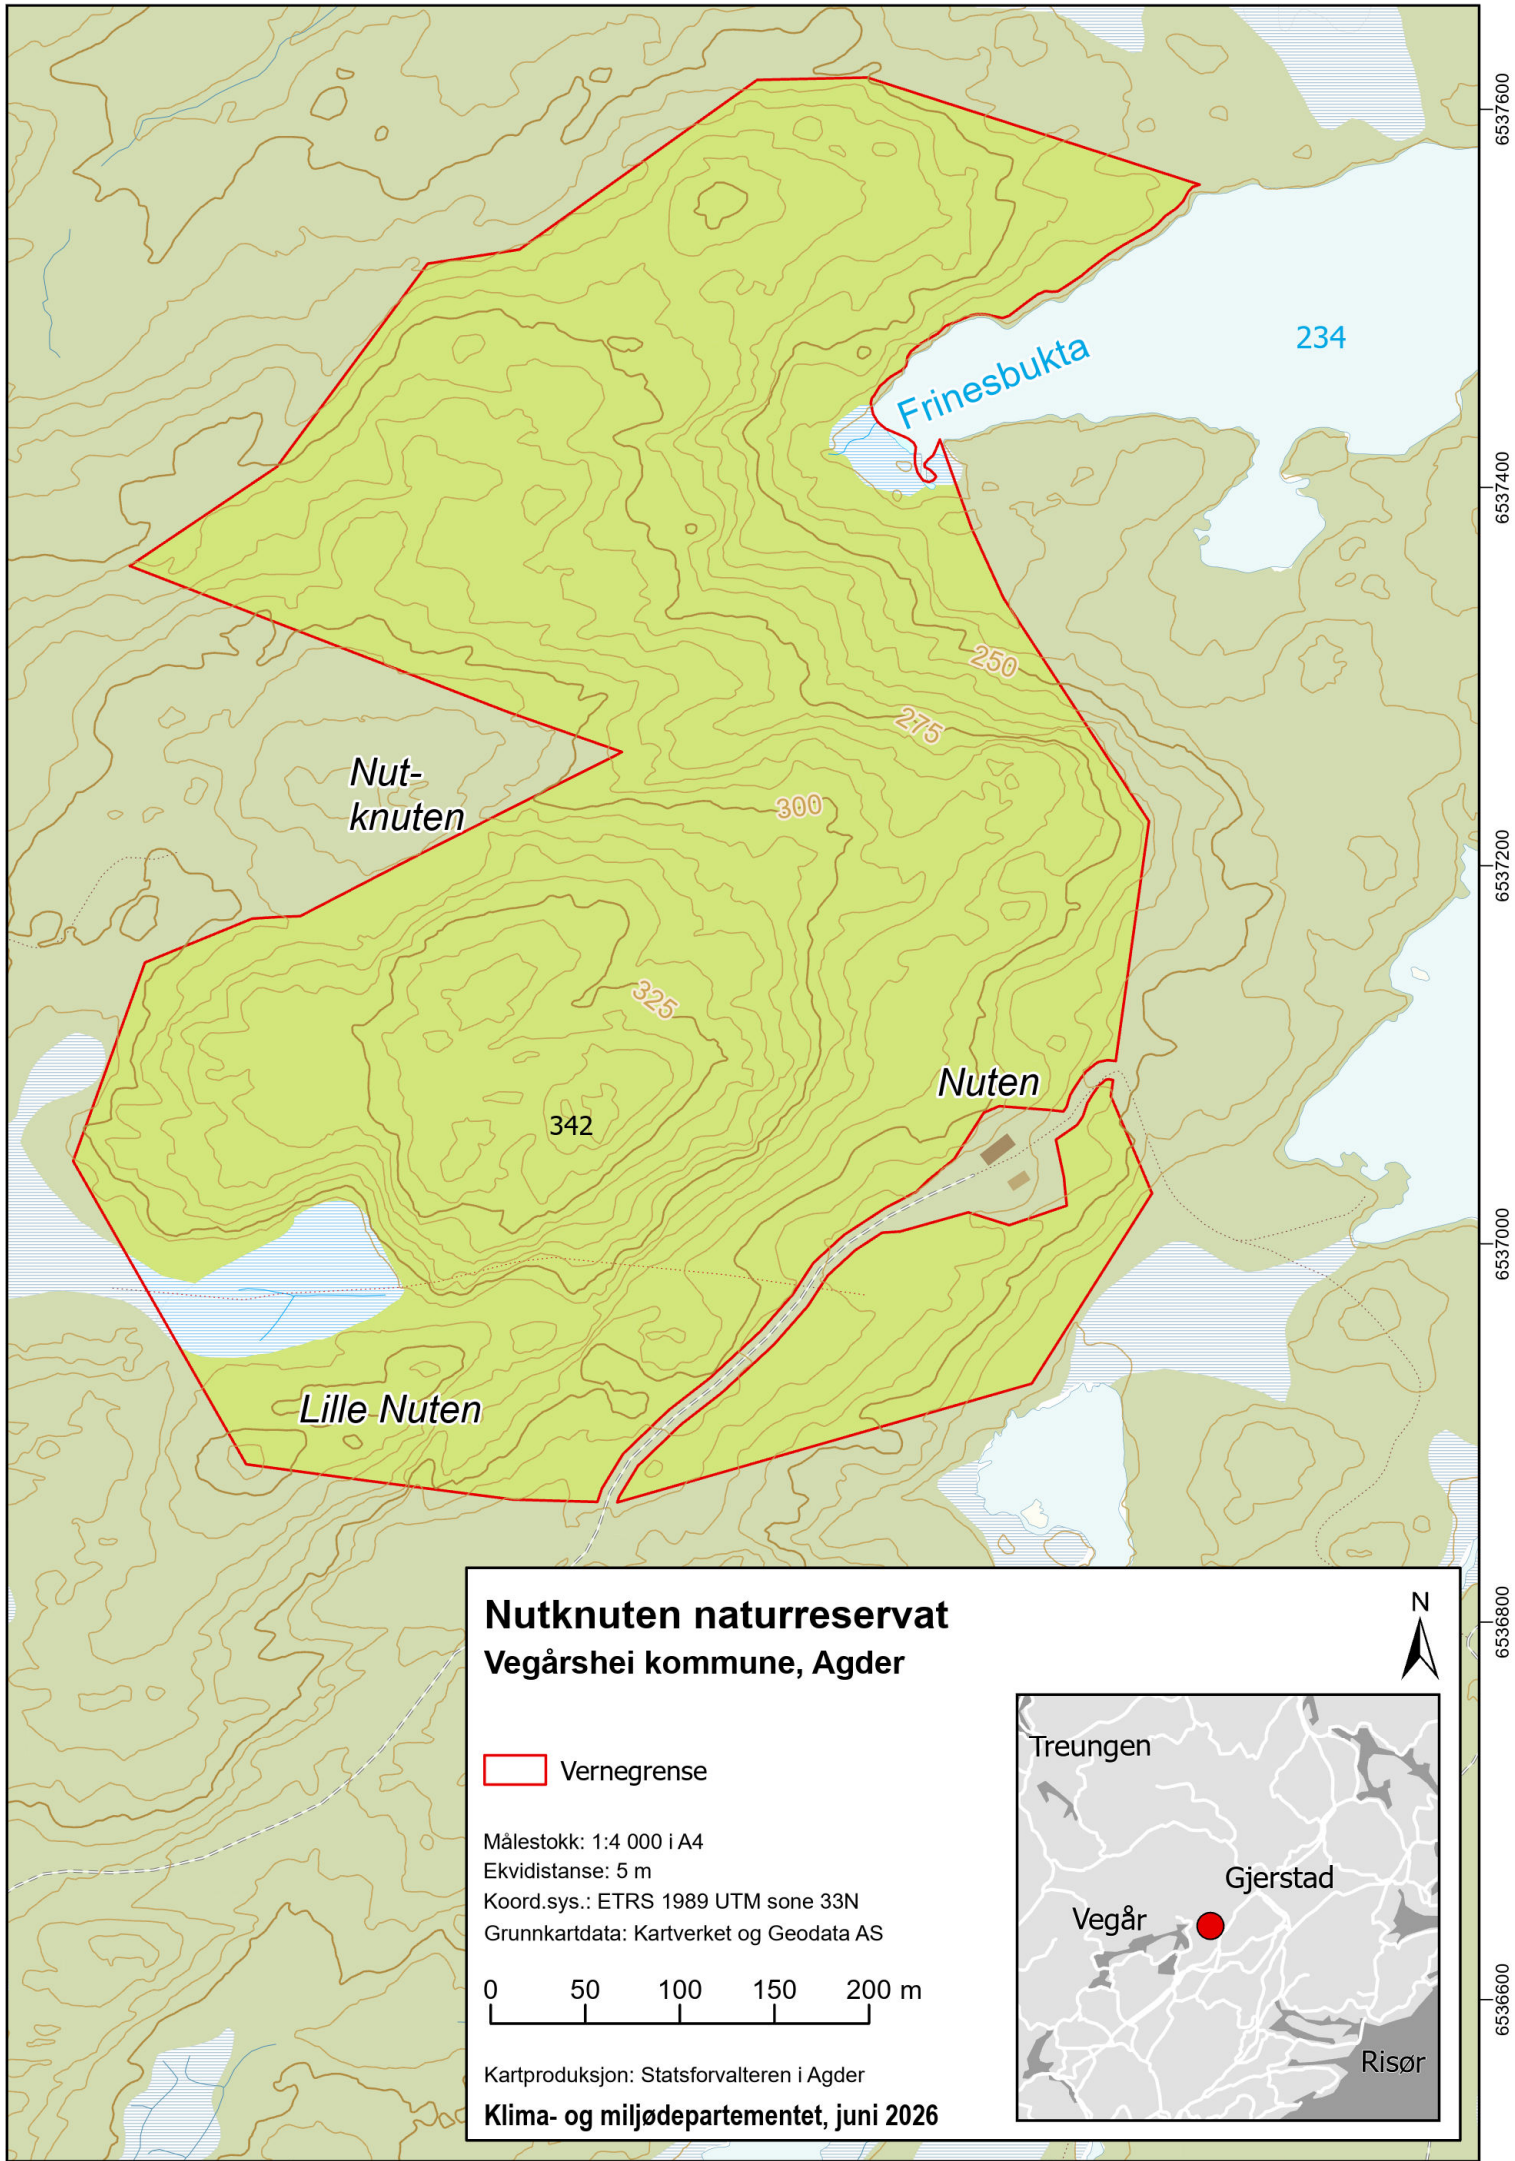 6537600
234
Frinesbukta
6537400
250
275
Nut-
knuten
300
6537200
325
Nuten
342
6537000
Lille Nuten
Nutknuten naturreservat
Vegårshei kommune, Agder
N
6536800
Vernegrense
Treungen
Målestokk: 1:4 000 i A4
Ekvidistanse: 5 m
Koord.sys.: ETRS 1989 UTM sone 33N
Grunnkartdata: Kartverket og Geodata AS
Gjerstad
Vegår
0 50 100 150 200 m
6536600
Risør
Kartproduksjon: Statsforvalteren i Agder
Klima- og miljødepartementet, juni 2026